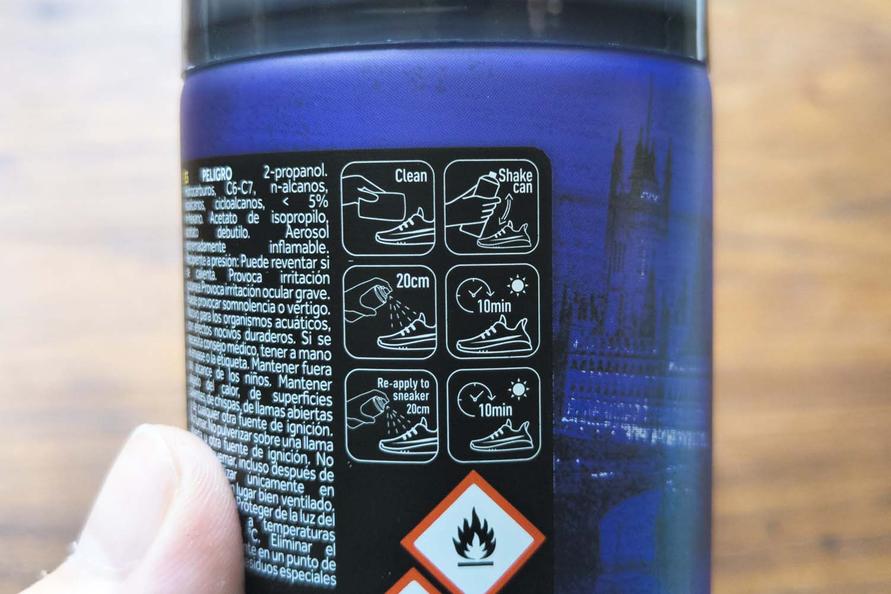 ES PELIGRO 2-propanol.
C6-C7, n-alcanos,
cicloalcanos, < 5%
Acetato de isopropilo,
debutilo. Aerosol
inflamable.
a presión: Puede reventar si
calienta. Provoca irritación
Provoca irritación ocular grave.
provocar somnolencia o vértigo.
para los organismos acuáticos,
efectos nocivos duraderos. Si se
consejo médico, tener a mano
o la etiqueta. Mantener fuera
alcance de los niños. Mantener
del calor, de superficies
de chispas, de llamas abiertas
cualquier otra fuente de ignición.
No pulverizar sobre una llama
otra fuente de ignición. No
incluso después de
únicamente en
lugar bien ventilado.
Proteger de la luz del
a temperaturas
Eliminar el
en un punto de
residuos especiales
Clean
Shake
can
20cm
10min
Re-apply to
sneaker
20cm
10min